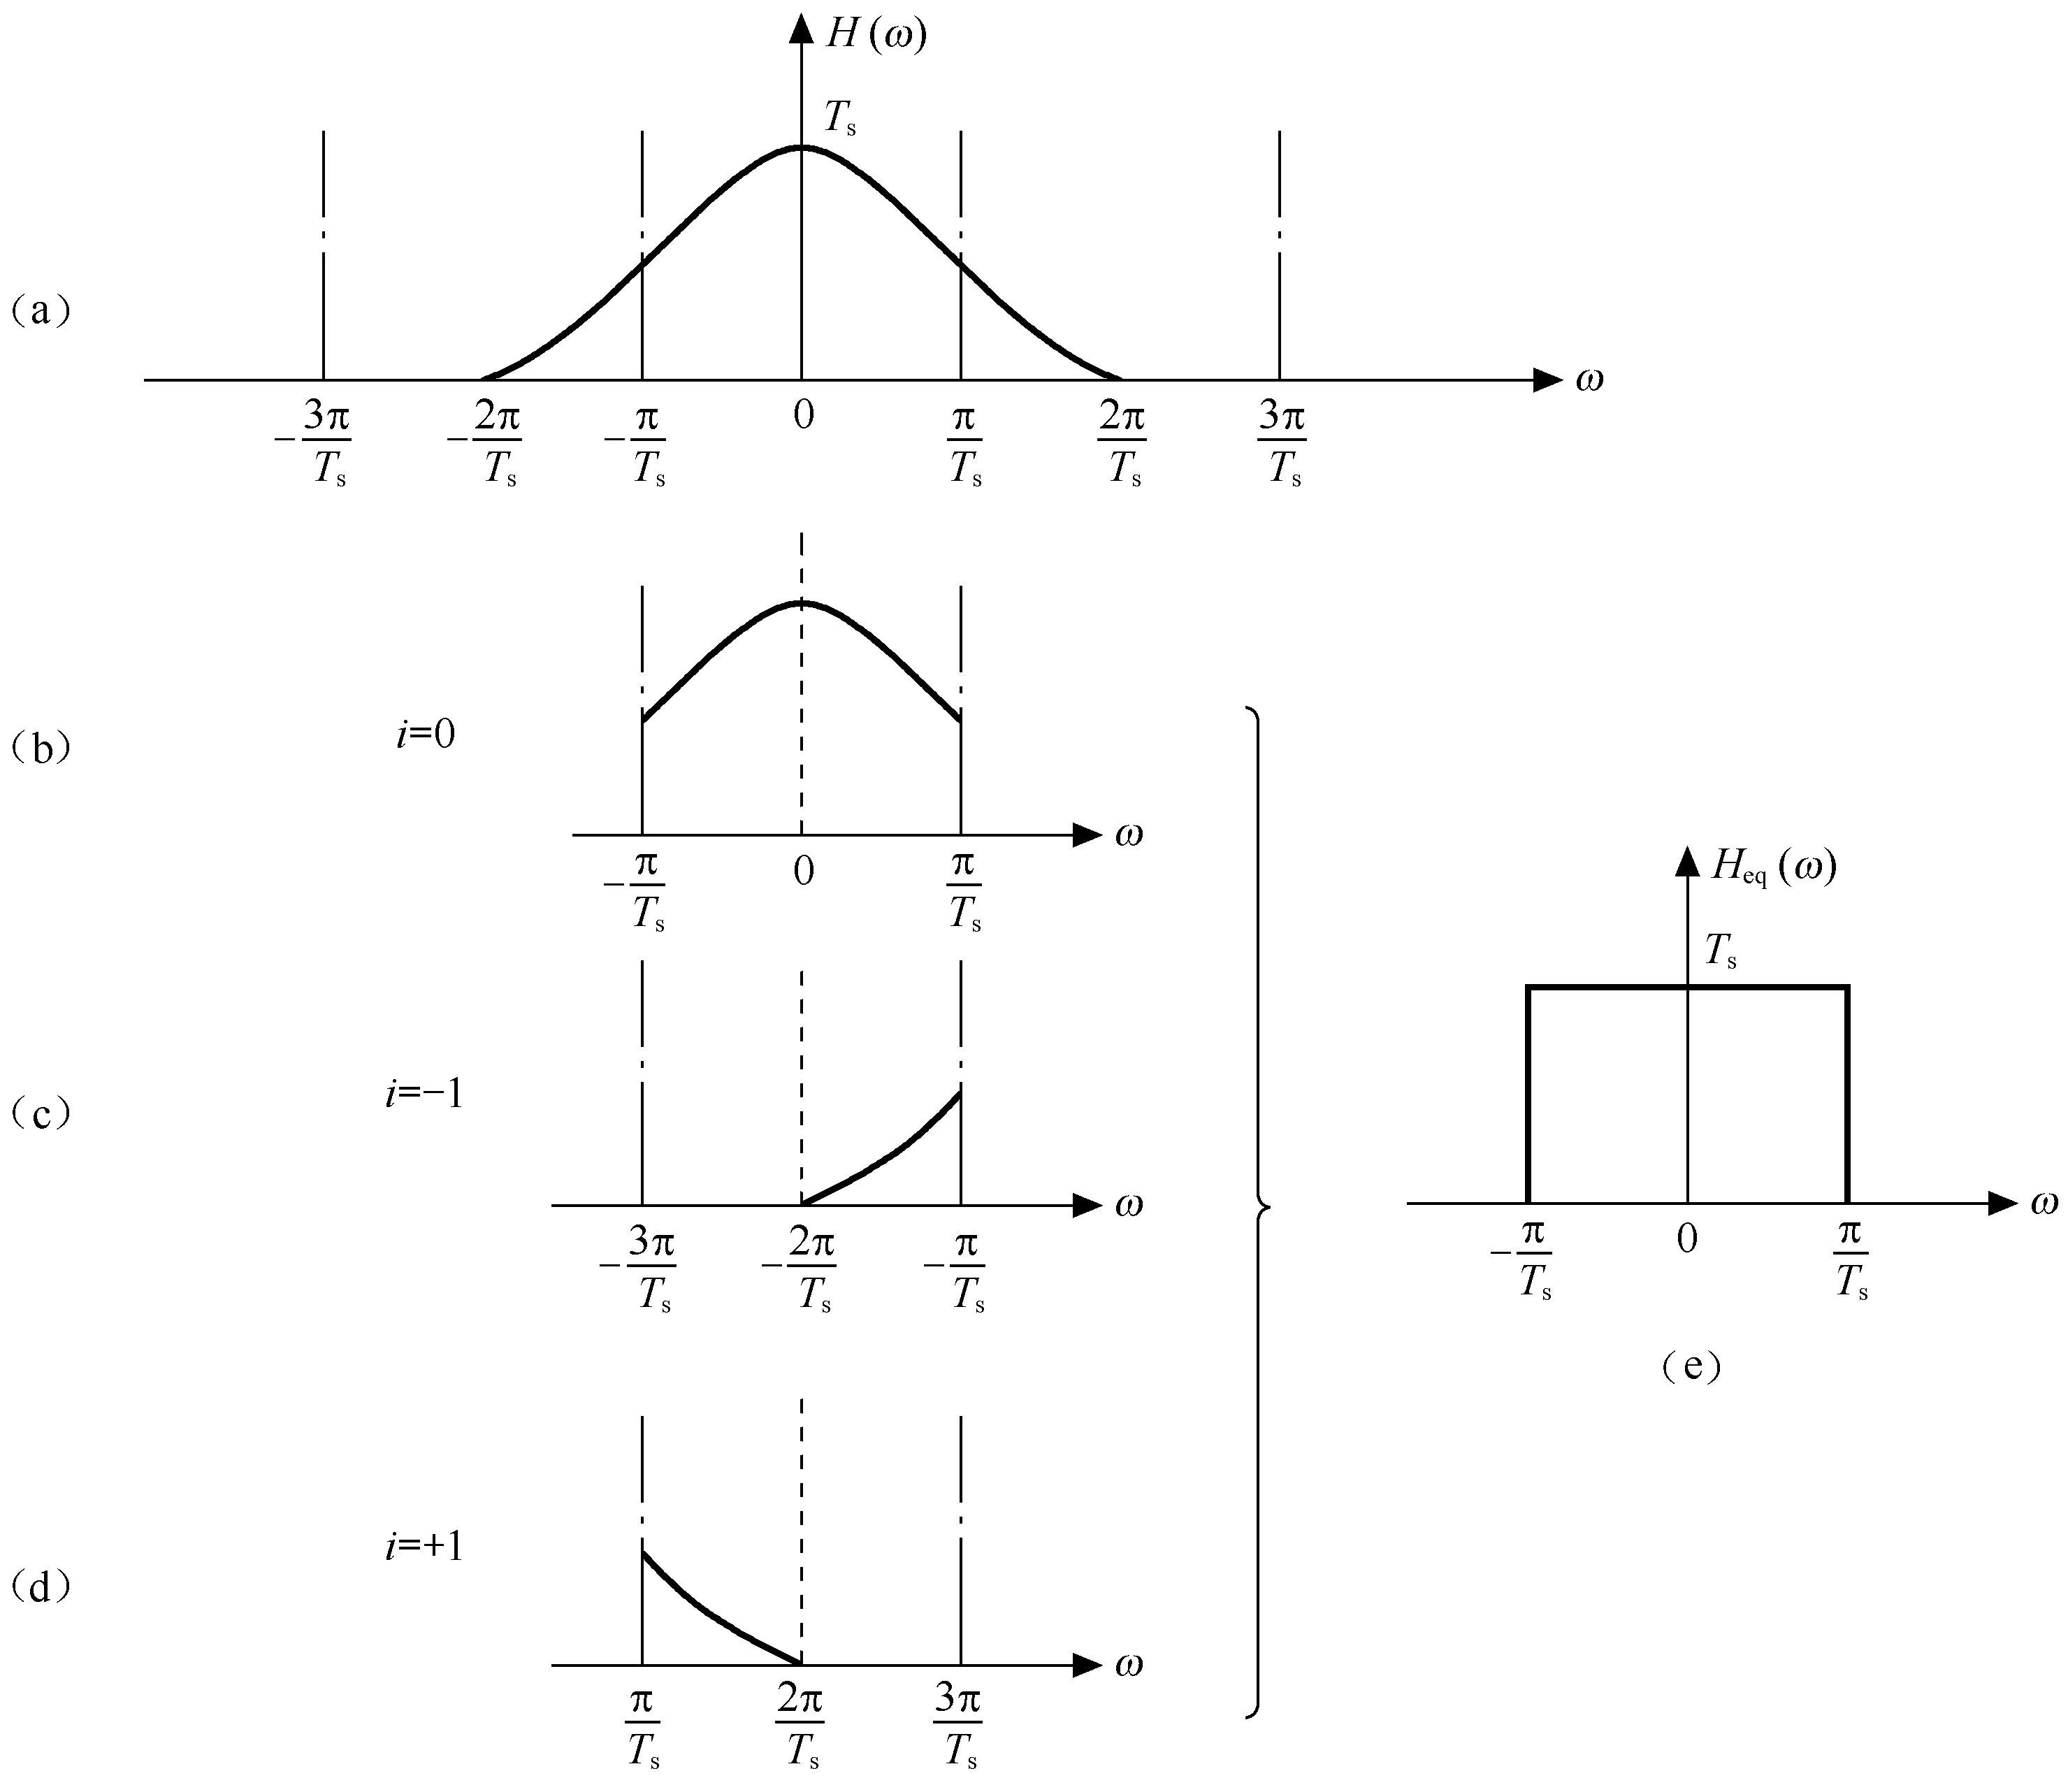 H(ω)
Ts
(a)
ω
-3π/Ts -2π/Ts -π/Ts 0 π/Ts 2π/Ts 3π/Ts
(b)
i=0
ω
-π/Ts 0 π/Ts
(c)
i=−1
ω
-3π/Ts -2π/Ts -π/Ts
(d)
i=+1
ω
π/Ts 2π/Ts 3π/Ts
Heq(ω)
Ts
ω
-π/Ts 0 π/Ts
(e)